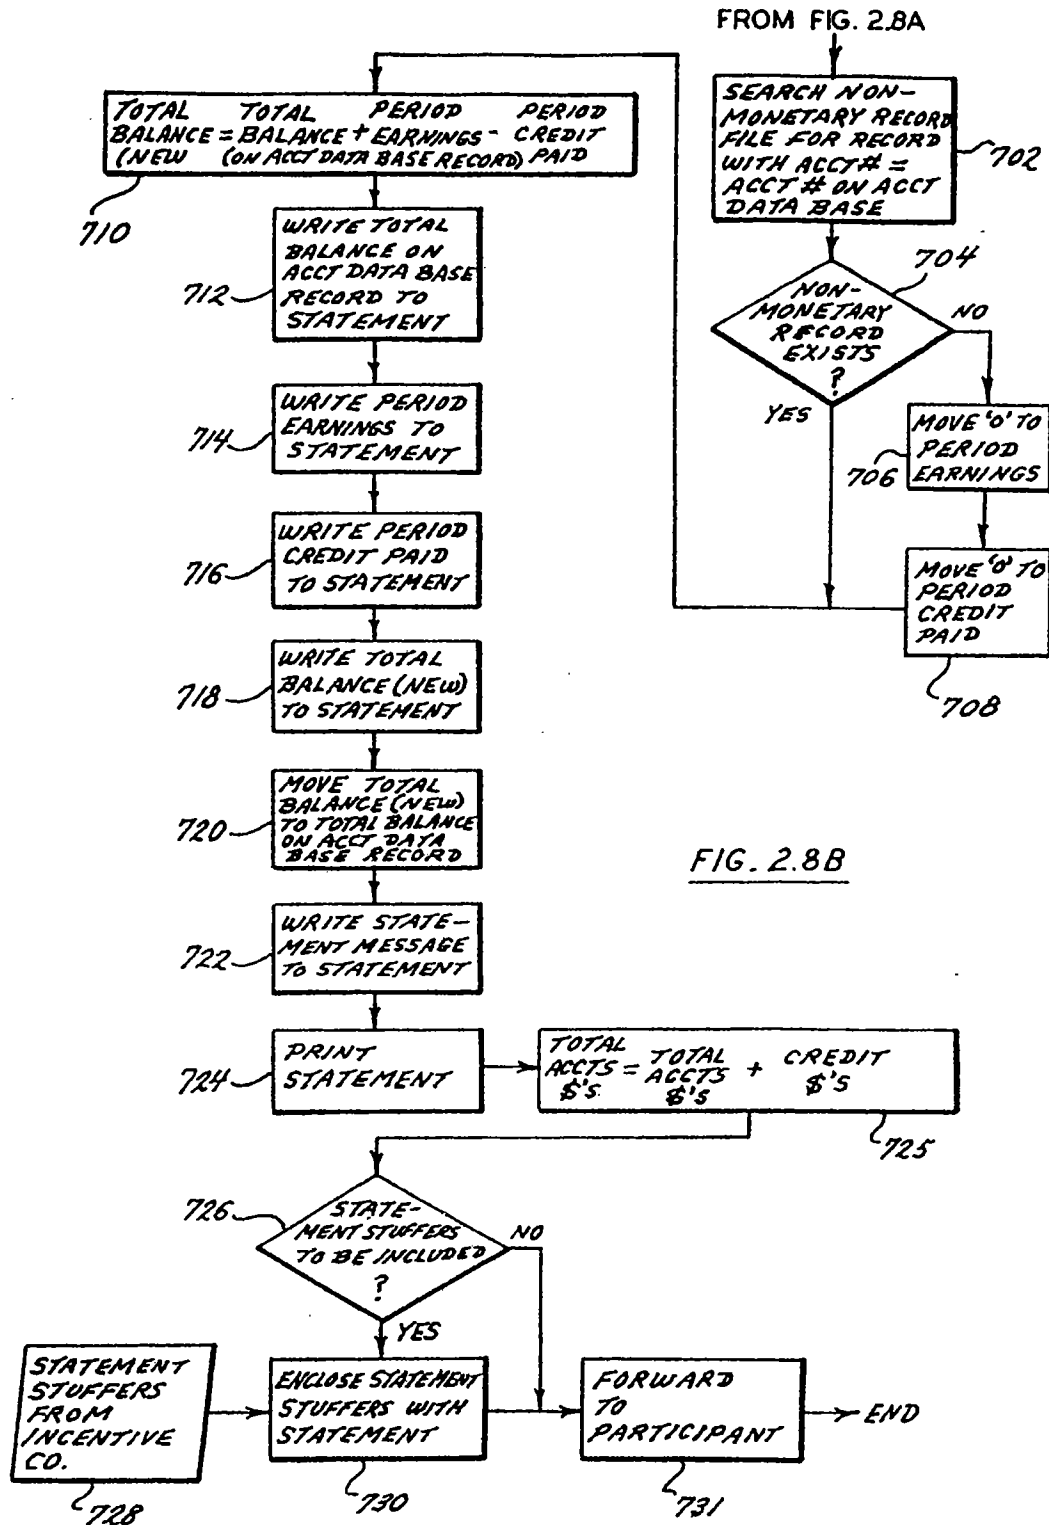 FROM FIG. 2.8A
SEARCH NON-
MONETARY RECORD
FILE FOR RECORD
WITH ACCT# =
ACCT # ON ACCT
DATA BASE
702
704
NON-
MONETARY
RECORD
EXISTS
?
NO
YES
MOVE '0' TO
PERIOD
EARNINGS
706
MOVE '0' TO
PERIOD
CREDIT
PAID
708
TOTAL TOTAL PERIOD PERIOD
BALANCE = BALANCE + EARNINGS - CREDIT
(NEW (ON ACCT DATA BASE RECORD) PAID
710
WRITE TOTAL
BALANCE ON
ACCT DATA BASE
RECORD TO
STATEMENT
712
WRITE PERIOD
EARNINGS TO
STATEMENT
714
WRITE PERIOD
CREDIT PAID
TO STATEMENT
716
WRITE TOTAL
BALANCE (NEW)
TO STATEMENT
718
MOVE TOTAL
BALANCE (NEW)
TO TOTAL BALANCE
ON ACCT DATA
BASE RECORD
720
FIG. 2.8B
WRITE STATE-
MENT MESSAGE
TO STATEMENT
722
PRINT
STATEMENT
724
TOTAL TOTAL CREDIT
ACCTS = ACCTS + $'S
$'S $'S
725
726
STATE-
MENT STUFFERS
TO BE INCLUDED
?
NO
YES
STATEMENT
STUFFERS
FROM
INCENTIVE
CO.
728
ENCLOSE STATEMENT
STUFFERS WITH
STATEMENT
730
FORWARD
TO
PARTICIPANT
731
END